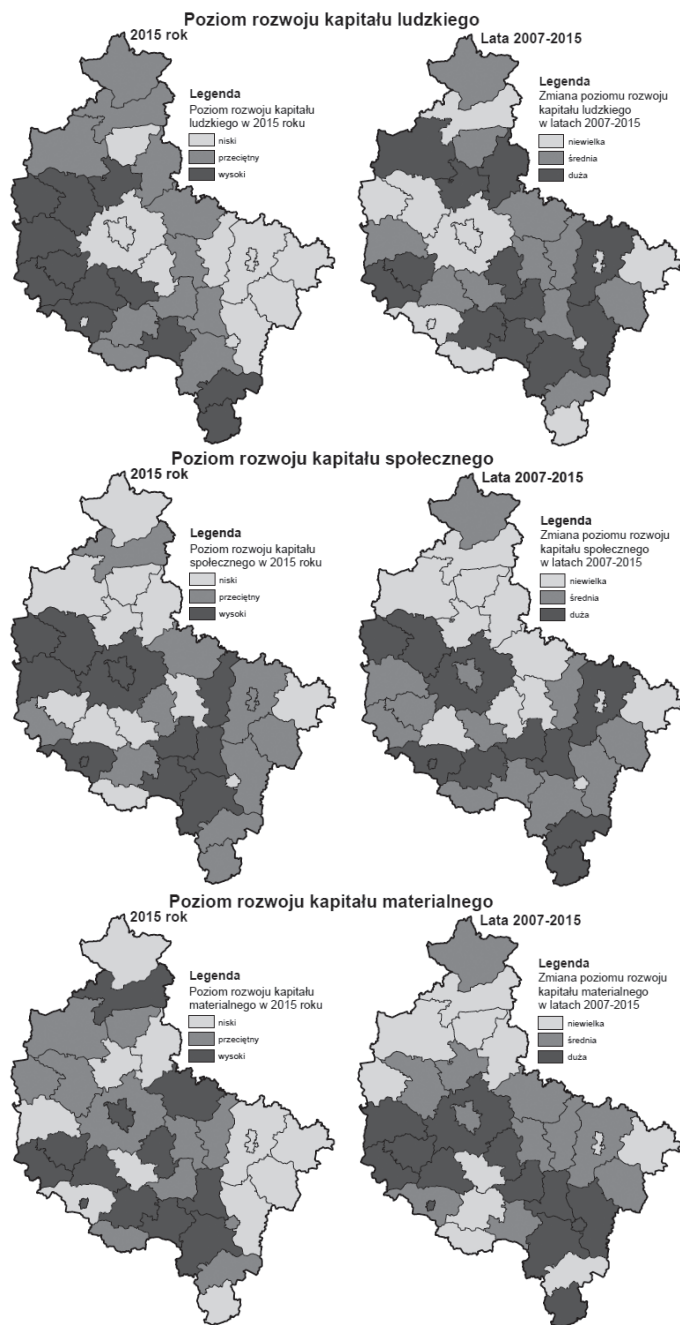 Poziom rozwoju kapitału ludzkiego
2015 rok
Legenda
Poziom rozwoju kapitału
ludzkiego w 2015 roku
niski
przeciętny
wysoki
Lata 2007-2015
Legenda
Zmiana poziomu rozwoju
kapitału ludzkiego
w latach 2007-2015
niewielka
średnia
duża
Poziom rozwoju kapitału społecznego
2015 rok
Legenda
Poziom rozwoju kapitału
społecznego w 2015 roku
niski
przeciętny
wysoki
Lata 2007-2015
Legenda
Zmiana poziomu rozwoju
kapitału społecznego
w latach 2007-2015
niewielka
średnia
duża
Poziom rozwoju kapitału materialnego
2015 rok
Legenda
Poziom rozwoju kapitału
materialnego w 2015 roku
niski
przeciętny
wysoki
Lata 2007-2015
Legenda
Zmiana poziomu rozwoju
kapitału materialnego
w latach 2007-2015
niewielka
średnia
duża